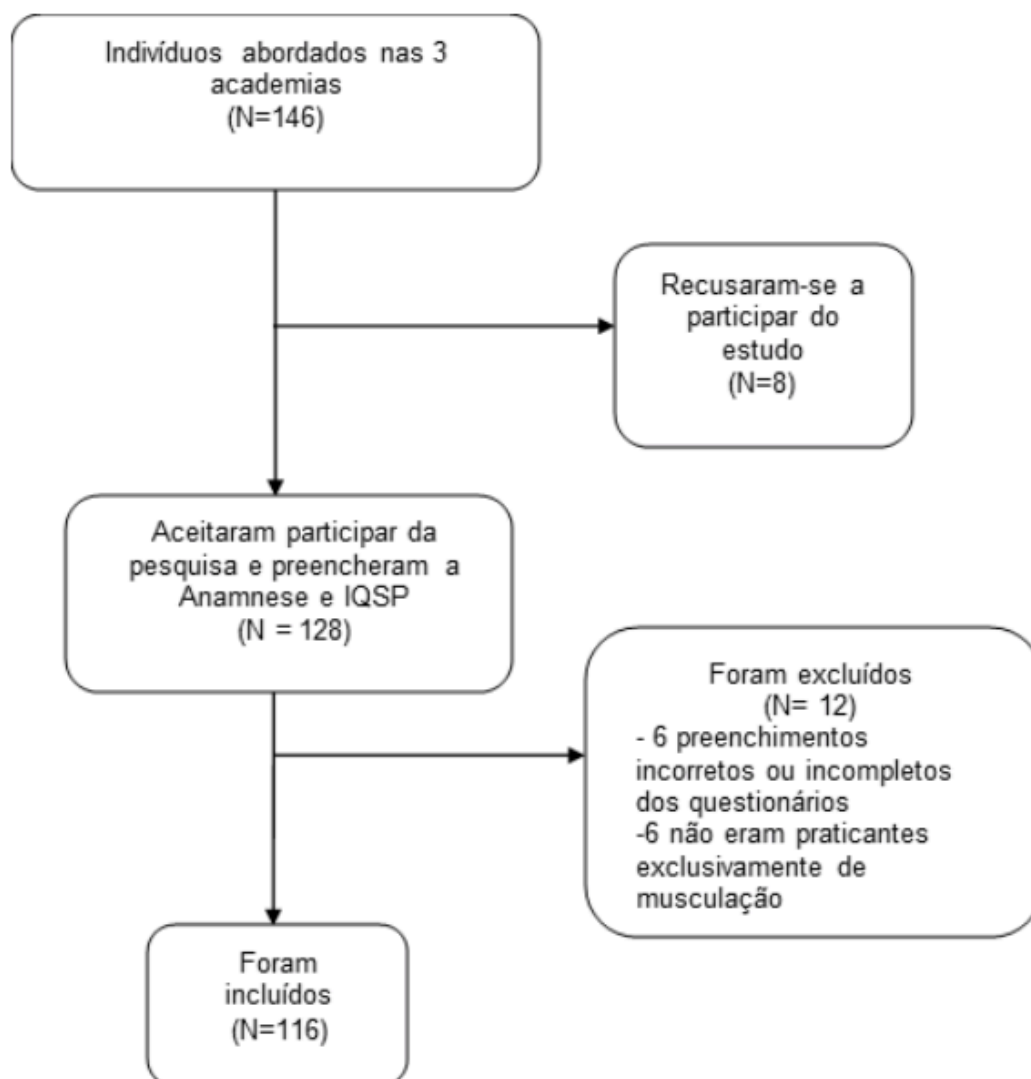 Indivíduos abordados nas 3
academias
(N=146)
Recusaram-se a
participar do
estudo
(N=8)
Aceitaram participar da
pesquisa e preencheram a
Anamnese e IQSP
(N = 128)
Foram excluídos
(N= 12)
- 6 preenchimentos
incorretos ou incompletos
dos questionários
-6 não eram praticantes
exclusivamente de
musculação
Foram
incluídos
(N=116)